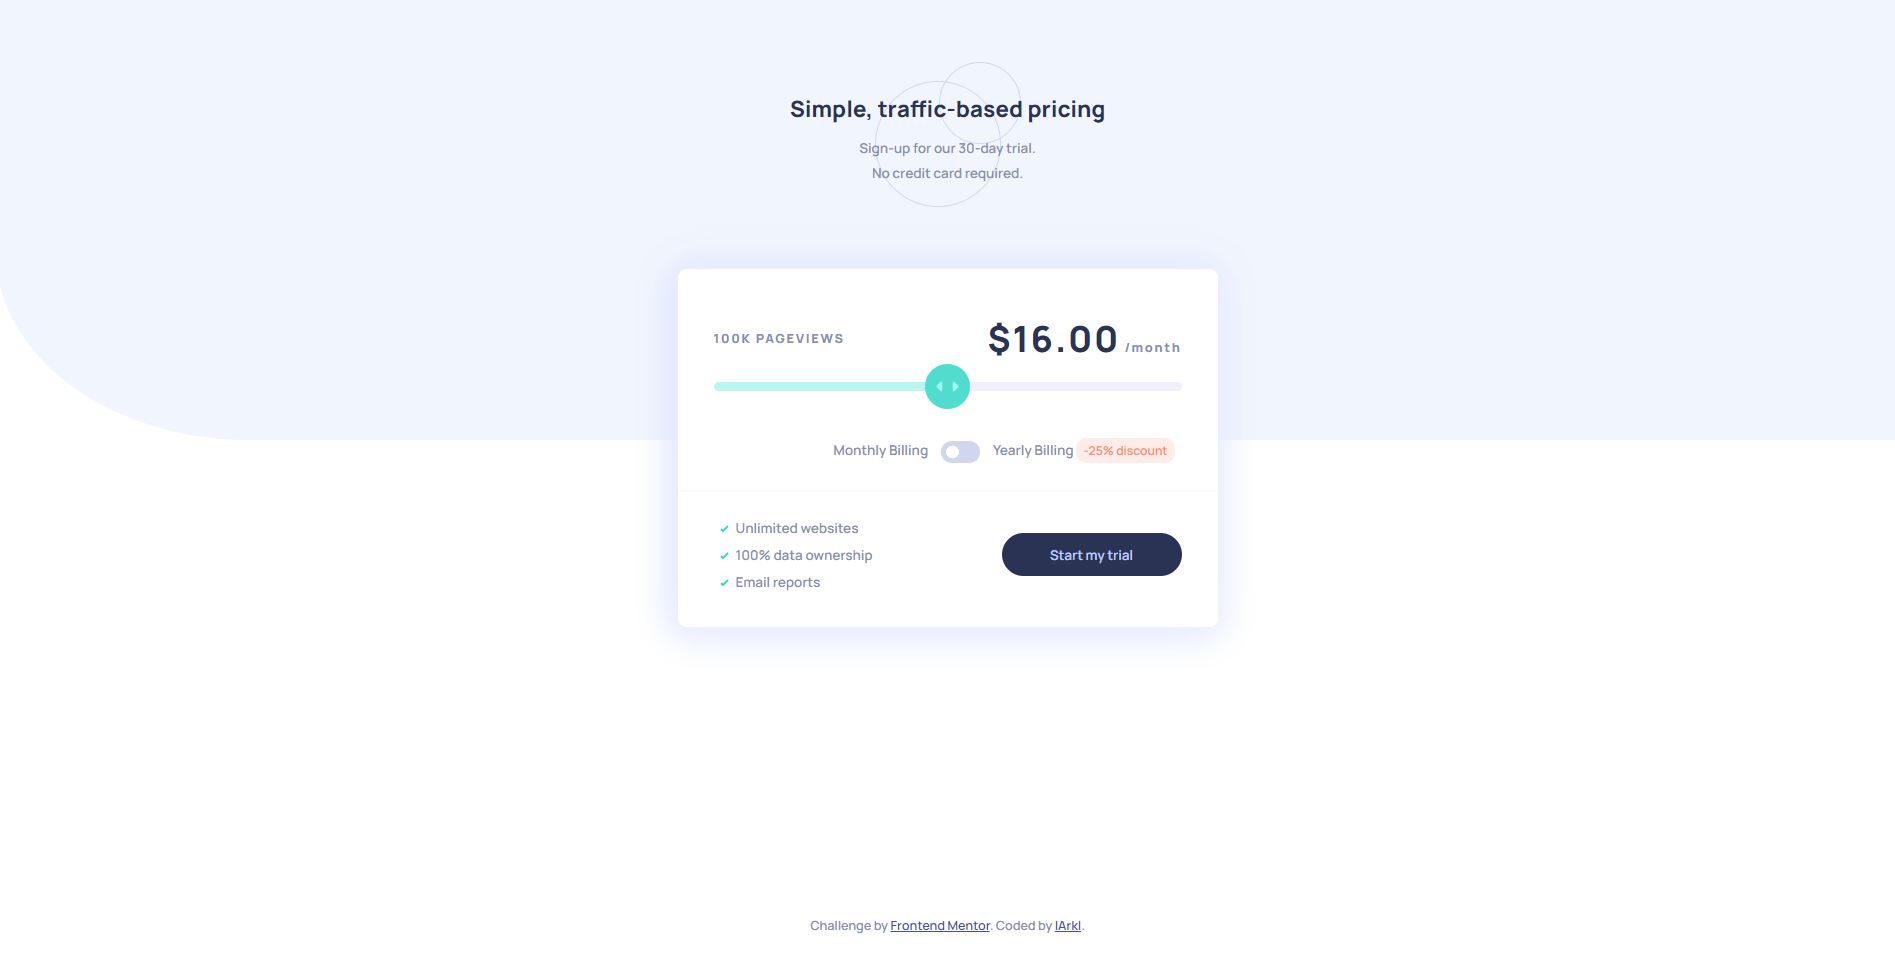 Simple, traffic-based pricing
Sign-up for our 30-day trial.
No credit card required.
100K PAGEVIEWS
$16.00 /month
Monthly Billing Yearly Billing -25% discount
Unlimited websites
100% data ownership
Email reports
Start my trial
Challenge by Frontend Mentor. Coded by IArkI.